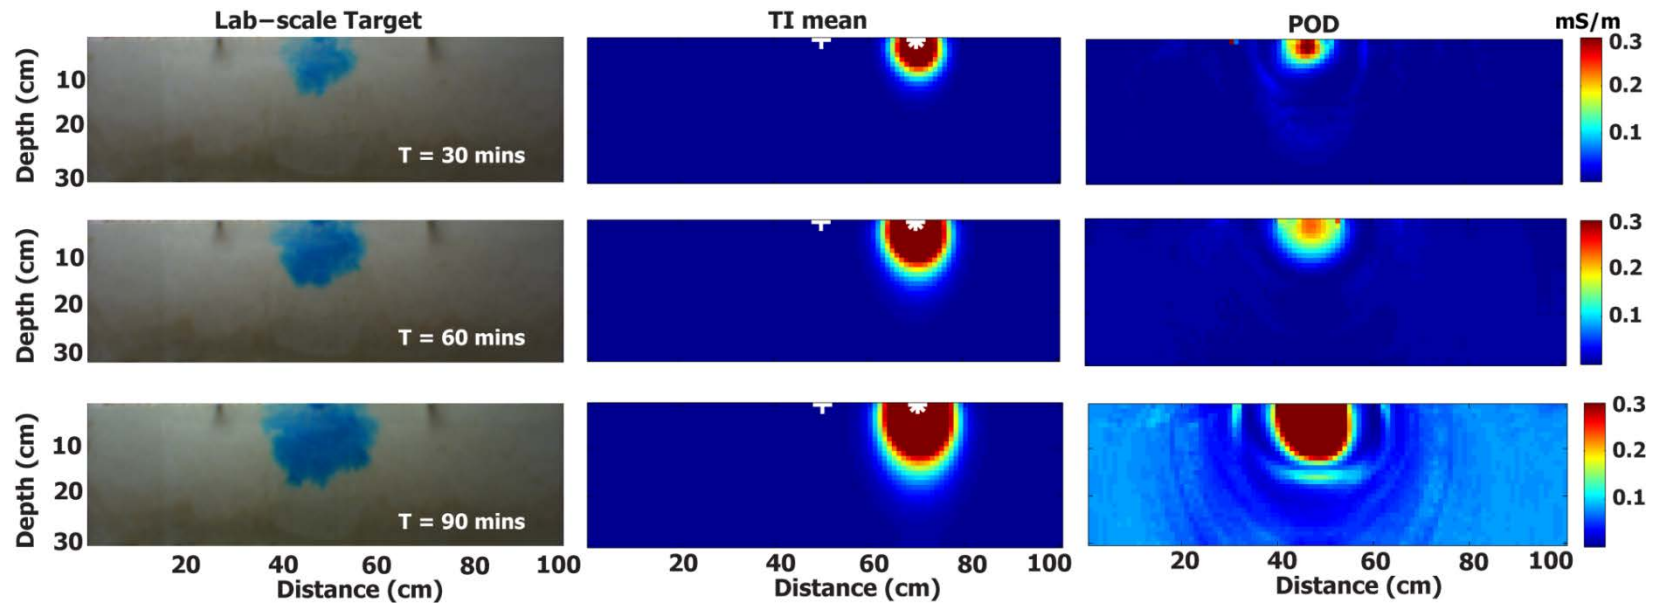 Lab−scale Target
TI mean
POD
mS/m
Depth (cm)
10
20
30
T = 30 mins
0.3
0.2
0.1
Depth (cm)
10
20
30
T = 60 mins
0.3
0.2
0.1
Depth (cm)
10
20
30
T = 90 mins
0.3
0.2
0.1
20 40 60 80 100
Distance (cm)
20 40 60 80 100
Distance (cm)
20 40 60 80 100
Distance (cm)